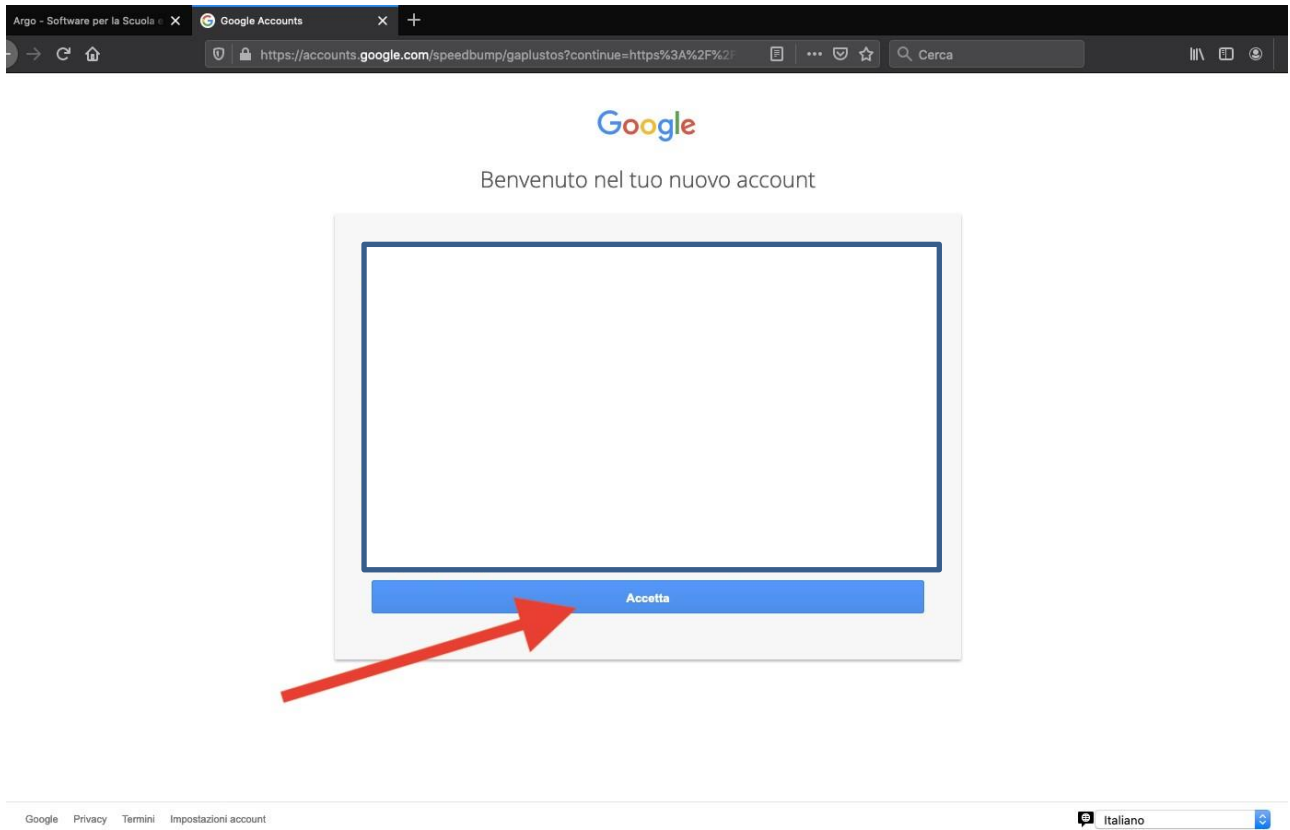 Argo - Software per la Scuola e
Google Accounts
https://accounts.google.com/speedbump/gaplustos?continue=https%3A%2F%2F
Cerca
Google
Benvenuto nel tuo nuovo account
Accetta
Google Privacy Termini Impostazioni account
Italiano